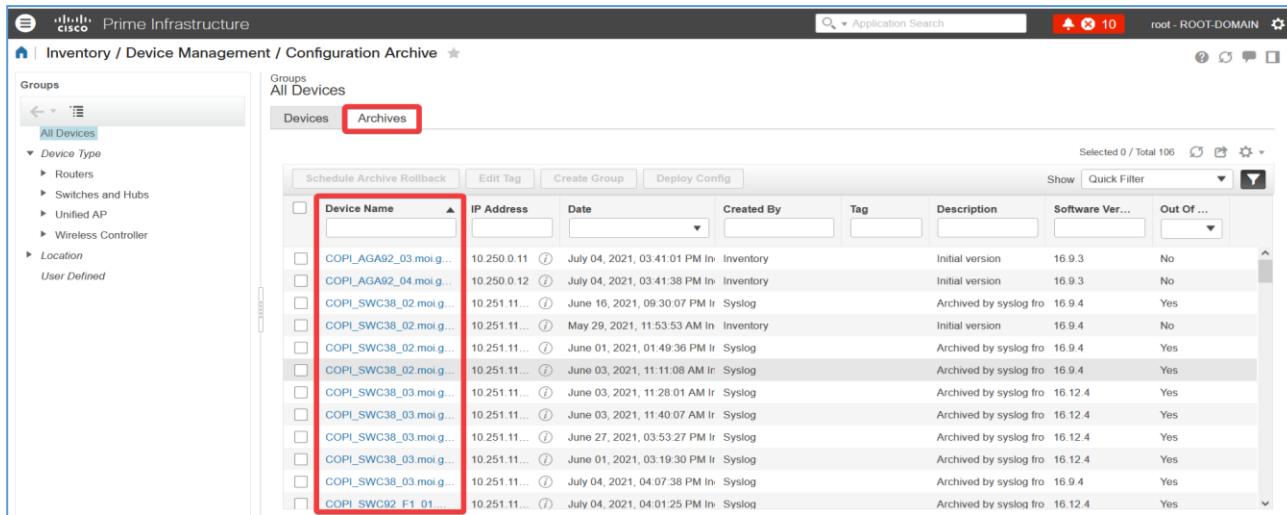 cisco Prime Infrastructure Application Search 10 root - ROOT-DOMAIN
Inventory / Device Management / Configuration Archive
Groups
All Devices
Device Type
Routers
Switches and Hubs
Unified AP
Wireless Controller
Location
User Defined
Groups
All Devices
Devices Archives
Selected 0 / Total 106
Schedule Archive Rollback Edit Tag Create Group Deploy Config Show Quick Filter
Device Name IP Address Date Created By Tag Description Software Ver... Out Of ...
COPI_AGA92_03.moi.g... 10.250.0.11 July 04, 2021, 03:41:01 PM In Inventory Initial version 16.9.3 No
COPI_AGA92_04.moi.g... 10.250.0.12 July 04, 2021, 03:41:38 PM In Inventory Initial version 16.9.3 No
COPI_SWC38_02.moi.g... 10.251.11... June 16, 2021, 09:30:07 PM Ir Syslog Archived by syslog fro 16.9.4 Yes
COPI_SWC38_02.moi.g... 10.251.11... May 29, 2021, 11:53:53 AM In Inventory Initial version 16.9.4 No
COPI_SWC38_02.moi.g... 10.251.11... June 01, 2021, 01:49:36 PM Ir Syslog Archived by syslog fro 16.9.4 Yes
COPI_SWC38_02.moi.g... 10.251.11... June 03, 2021, 11:11:08 AM Ir Syslog Archived by syslog fro 16.9.4 Yes
COPI_SWC38_03.moi.g... 10.251.11... June 03, 2021, 11:28:01 AM Ir Syslog Archived by syslog fro 16.12.4 Yes
COPI_SWC38_03.moi.g... 10.251.11... June 03, 2021, 11:40:07 AM Ir Syslog Archived by syslog fro 16.12.4 Yes
COPI_SWC38_03.moi.g... 10.251.11... June 27, 2021, 03:53:27 PM Ir Syslog Archived by syslog fro 16.12.4 Yes
COPI_SWC38_03.moi.g... 10.251.11... June 01, 2021, 03:19:30 PM Ir Syslog Archived by syslog fro 16.12.4 Yes
COPI_SWC38_03.moi.g... 10.251.11... July 04, 2021, 04:07:38 PM In Syslog Archived by syslog fro 16.9.4 Yes
COPI_SWC92_F1_01.... 10.251.11... July 04, 2021, 04:01:25 PM In Syslog Archived by syslog fro 16.12.4 Yes